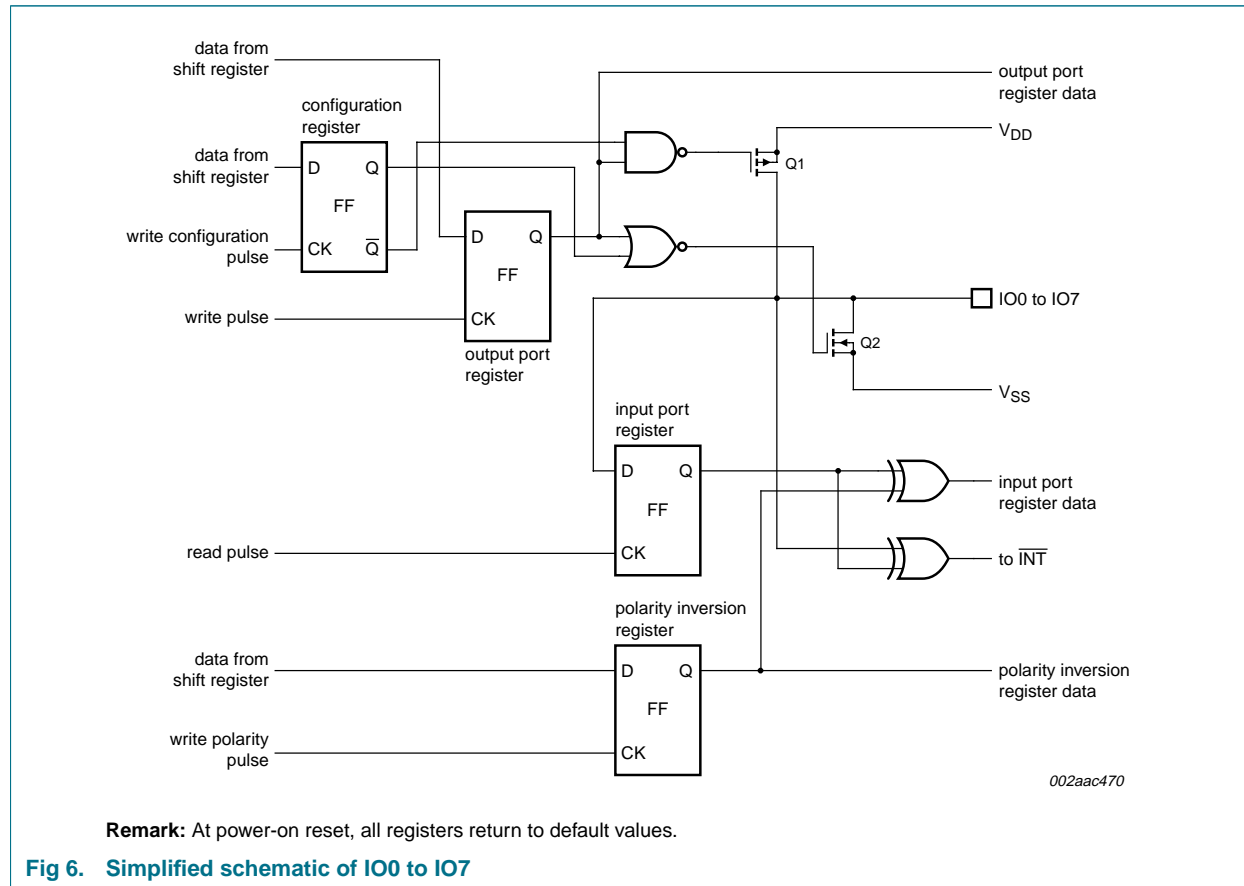 data from
shift register
configuration
register
data from
shift register
write configuration
pulse
D
Q
FF
CK
Q
write pulse
D
Q
FF
CK
output port
register
output port
register data
VDD
Q1
IO0 to IO7
Q2
VSS
input port
register
D
Q
FF
CK
read pulse
input port
register data
to INT
polarity inversion
register
data from
shift register
D
Q
FF
write polarity
pulse
CK
polarity inversion
register data
002aac470
Remark: At power-on reset, all registers return to default values.
Fig 6. Simplified schematic of IO0 to IO7